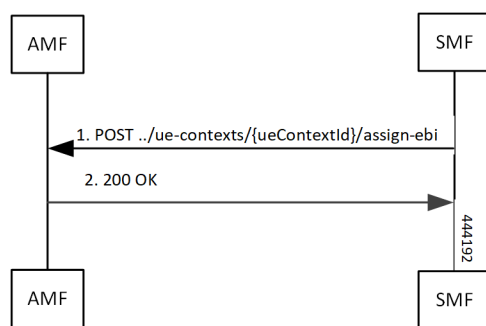 AMF
SMF
1. POST ../ue-contexts/{ueContextId}/assign-ebi
2. 200 OK
444192
AMF
SMF